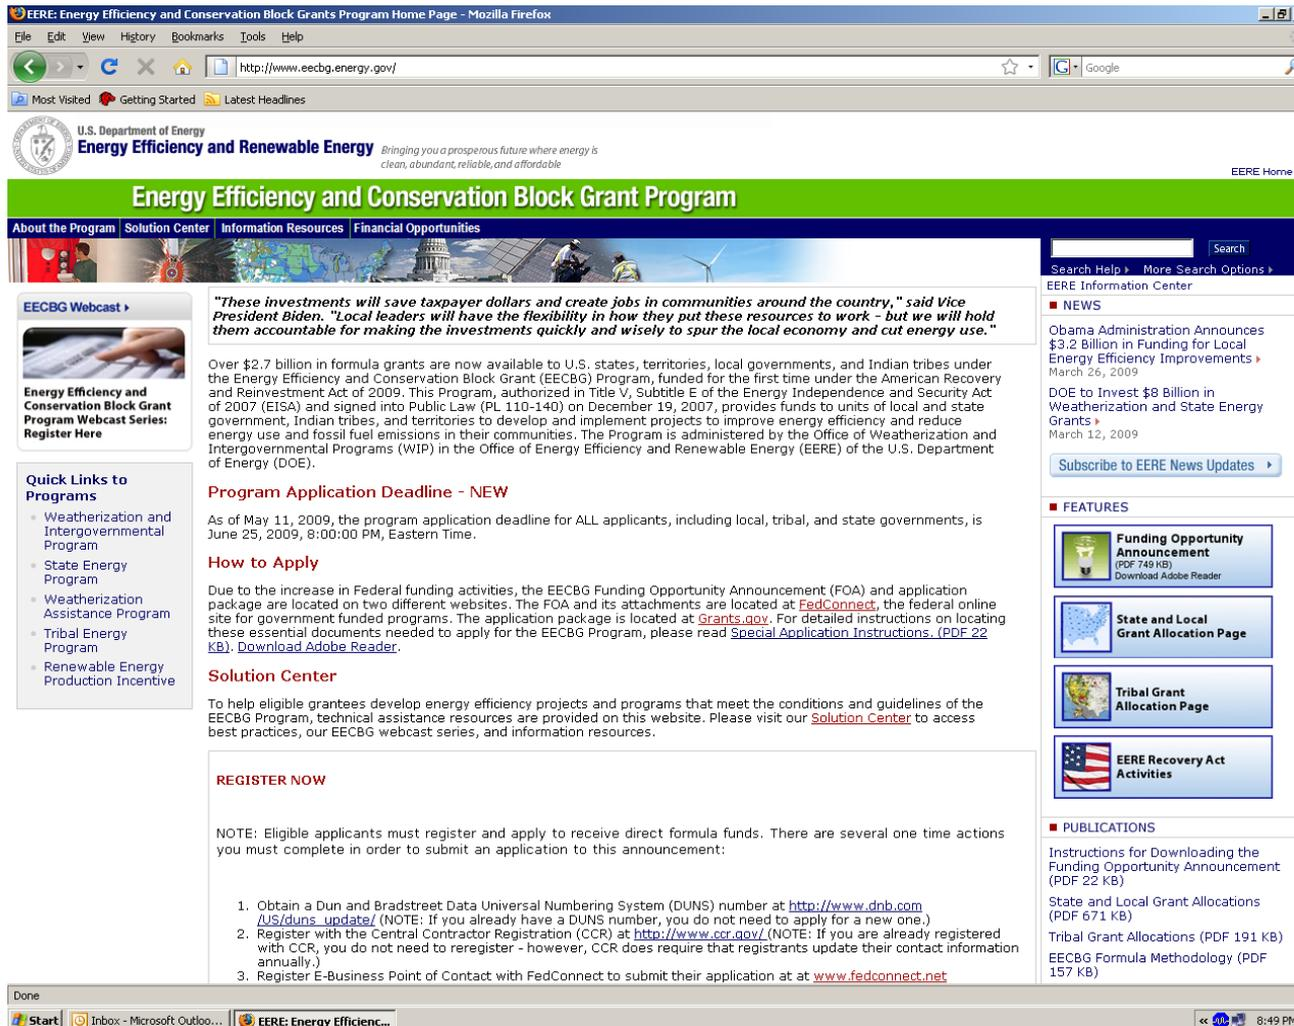 EERE: Energy Efficiency and Conservation Block Grants Program Home Page - Mozilla Firefox
File Edit View History Bookmarks Tools Help
http://www.eecbg.energy.gov/
Google
Most Visited Getting Started Latest Headlines
U.S. Department of Energy
Energy Efficiency and Renewable Energy
Bringing you a prosperous future where energy is
clean, abundant, reliable, and affordable
EERE Home
Energy Efficiency and Conservation Block Grant Program
About the Program Solution Center Information Resources Financial Opportunities
Search
Search Help More Search Options
EERE Information Center
EECBG Webcast
Energy Efficiency and
Conservation Block Grant
Program Webcast Series:
Register Here
Quick Links to
Programs
Weatherization and
Intergovernmental
Program
State Energy
Program
Weatherization
Assistance Program
Tribal Energy
Program
Renewable Energy
Production Incentive
"These investments will save taxpayer dollars and create jobs in communities around the country," said Vice
President Biden. "Local leaders will have the flexibility in how they put these resources to work - but we will hold
them accountable for making the investments quickly and wisely to spur the local economy and cut energy use."
Over $2.7 billion in formula grants are now available to U.S. states, territories, local governments, and Indian tribes under
the Energy Efficiency and Conservation Block Grant (EECBG) Program, funded for the first time under the American Recovery
and Reinvestment Act of 2009. This Program, authorized in Title V, Subtitle E of the Energy Independence and Security Act
of 2007 (EISA) and signed into Public Law (PL 110-140) on December 19, 2007, provides funds to units of local and state
government, Indian tribes, and territories to develop and implement projects to improve energy efficiency and reduce
energy use and fossil fuel emissions in their communities. The Program is administered by the Office of Weatherization and
Intergovernmental Programs (WIP) in the Office of Energy Efficiency and Renewable Energy (EERE) of the U.S. Department
of Energy (DOE).
Program Application Deadline - NEW
As of May 11, 2009, the program application deadline for ALL applicants, including local, tribal, and state governments, is
June 25, 2009, 8:00:00 PM, Eastern Time.
How to Apply
Due to the increase in Federal funding activities, the EECBG Funding Opportunity Announcement (FOA) and application
package are located on two different websites. The FOA and its attachments are located at FedConnect, the federal online
site for government funded programs. The application package is located at Grants.gov. For detailed instructions on locating
these essential documents needed to apply for the EECBG Program, please read Special Application Instructions. (PDF 22
KB). Download Adobe Reader.
Solution Center
To help eligible grantees develop energy efficiency projects and programs that meet the conditions and guidelines of the
EECBG Program, technical assistance resources are provided on this website. Please visit our Solution Center to access
best practices, our EECBG webcast series, and information resources.
REGISTER NOW
NOTE: Eligible applicants must register and apply to receive direct formula funds. There are several one time actions
you must complete in order to submit an application to this announcement:
1. Obtain a Dun and Bradstreet Data Universal Numbering System (DUNS) number at http://www.dnb.com
/US/duns_update/ (NOTE: If you already have a DUNS number, you do not need to apply for a new one.)
2. Register with the Central Contractor Registration (CCR) at http://www.ccr.gov/ (NOTE: If you are already registered
with CCR, you do not need to reregister - however, CCR does require that registrants update their contact information
annually.)
3. Register E-Business Point of Contact with FedConnect to submit their application at at www.fedconnect.net
NEWS
Obama Administration Announces
$3.2 Billion in Funding for Local
Energy Efficiency Improvements
March 26, 2009
DOE to Invest $8 Billion in
Weatherization and State Energy
Grants
March 12, 2009
Subscribe to EERE News Updates
FEATURES
Funding Opportunity
Announcement
(PDF 749 KB)
Download Adobe Reader
State and Local
Grant Allocation Page
Tribal Grant
Allocation Page
EERE Recovery Act
Activities
PUBLICATIONS
Instructions for Downloading the
Funding Opportunity Announcement
(PDF 22 KB)
State and Local Grant Allocations
(PDF 671 KB)
Tribal Grant Allocations (PDF 191 KB)
EECBG Formula Methodology (PDF
157 KB)
Done
Start Inbox - Microsoft Outloo... EERE: Energy Efficienc... 8:49 PM